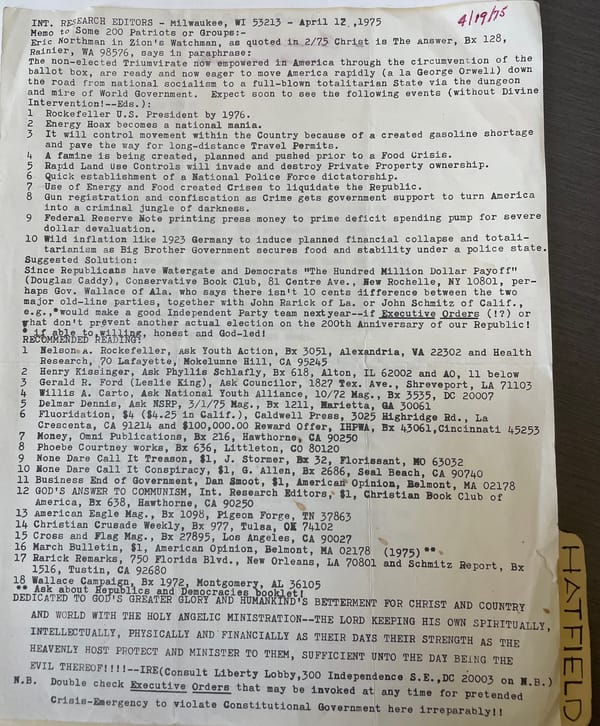 4/19/75
INT. RESEARCH EDITORS - Milwaukee, WI 53213 - April 12, 1975
Memo to Some 200 Patriots or Groups:-
Eric Northman in Zion's Watchman, as quoted in 2/75 Christ is The Answer, Bx 128,
Rainier, WA 98576, says in paraphrase:
The non-elected Triumvirate now empowered in America through the circumvention of the
ballot box, are ready and now eager to move America rapidly (a la George Orwell) down
the road from national socialism to a full-blown totalitarian State via the dungeon
and mire of World Government. Expect soon to see the following events (without Divine
Intervention!--Eds.):
1 Rockefeller U.S. President by 1976.
2 Energy Hoax becomes a national mania.
3 It will control movement within the Country because of a created gasoline shortage
and pave the way for long-distance Travel Permits.
4 A famine is being created, planned and pushed prior to a Food Crisis.
5 Rapid Land Use Controls will invade and destroy Private Property ownership.
6 Quick establishment of a National Police Force dictatorship.
7 Use of Energy and Food created Crises to liquidate the Republic.
8 Gun registration and confiscation as Crime gets government support to turn America
into a criminal jungle of darkness.
9 Federal Reserve Note printing press money to prime deficit spending pump for severe
dollar devaluation.
10 Wild inflation like 1923 Germany to induce planned financial collapse and totali-
tarianism as Big Brother Government secures food and stability under a police state.
Suggested Solution:
Since Republicans have Watergate and Democrats "The Hundred Million Dollar Payoff"
(Douglas Caddy), Conservative Book Club, 81 Centre Ave., New Rochelle, NY 10801, per-
haps Gov. Wallace of Ala. who says there isn't 10 cents difference between the two
major old-line parties, together with John Rarick of La. or John Schmitz of Calif.,
e.g.,*would make a good Independent Party team nextyear--if Executive Orders (!?) or
what don't prevent another actual election on the 200th Anniversary of our Republic!
* if able to,willing, honest and God-led!
RECOMMENDED READING:
1 Nelson A. Rockefeller, Ask Youth Action, Bx 3051, Alexandria, VA 22302 and Health
Research, 70 Lafayette, Mokelumne Hill, CA 95245
2 Henry Kissinger, Ask Phyllis Schlafly, Bx 618, Alton, IL 62002 and AO, 11 below
3 Gerald R. Ford (Leslie King), Ask Councilor, 1827 Tex. Ave., Shreveport, LA 71103
4 Willis A. Carto, Ask National Youth Alliance, 10/72 Mag., Bx 3535, DC 20007
5 Delmar Dennis, Ask NSRP, 3/1/75 Mag., Bx 1211, Marietta, GA 30061
6 Fluoridation, $4 ($4.25 in Calif.), Caldwell Press, 3025 Highridge Rd., La
Crescenta, CA 91214 and $100,000.00 Reward Offer, IHPWA, Bx 43061,Cincinnati 45253
7 Money, Omni Publications, Bx 216, Hawthorne, CA 90250
8 Phoebe Courtney works, Bx 636, Littleton, CO 80120
9 None Dare Call It Treason, $1, J. Stormer, Bx 32, Florissant, MO 63032
10 None Dare Call It Conspiracy, $1, G. Allen, Bx 2686, Seal Beach, CA 90740
11 Business End of Government, Dan Smoot, $1, American Opinion, Belmont, MA 02178
12 GOD'S ANSWER TO COMMUNISM, Int. Research Editors, $1, Christian Book Club of
America, Bx 638, Hawthorne, CA 90250
13 American Eagle Mag., Bx 1098, Pigeon Forge, TN 37863
14 Christian Crusade Weekly, Bx 977, Tulsa, OK 74102
15 Cross and Flag Mag., Bx 27895, Los Angeles, CA 90027
16 March Bulletin, $1, American Opinion, Belmont, MA 02178 (1975) **
17 Rarick Remarks, 750 Florida Blvd., New Orleans, LA 70801 and Schmitz Report, Bx
1516, Tustin, CA 92680
18 Wallace Campaign, Bx 1972, Montgomery, AL 36105
** Ask about Republics and Democracies booklet!
DEDICATED TO GOD'S GREATER GLORY AND HUMANKIND'S BETTERMENT FOR CHRIST AND COUNTRY
AND WORLD WITH THE HOLY ANGELIC MINISTRATION--THE LORD KEEPING HIS OWN SPIRITUALLY,
INTELLECTUALLY, PHYSICALLY AND FINANCIALLY AS THEIR DAYS THEIR STRENGTH AS THE
HEAVENLY HOST PROTECT AND MINISTER TO THEM, SUFFICIENT UNTO THE DAY BEING THE
EVIL THEREOF!!!!--IRE(Consult Liberty Lobby,300 Independence S.E.,DC 20003 on N.B.)
N.B. Double check Executive Orders that may be invoked at any time for pretended
Crisis-Emergency to violate Constitutional Government here irreparably!!
HATFIELD